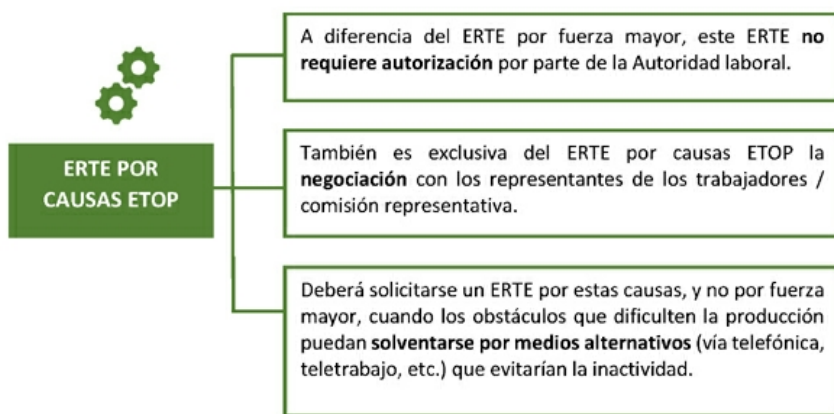 ERTE POR
CAUSAS ETOP
A diferencia del ERTE por fuerza mayor, este ERTE no
requiere autorización por parte de la Autoridad laboral.
También es exclusiva del ERTE por causas ETOP la
negociación con los representantes de los trabajadores /
comisión representativa.
Deberá solicitarse un ERTE por estas causas, y no por fuerza
mayor, cuando los obstáculos que dificulten la producción
puedan solventarse por medios alternativos (vía telefónica,
teletrabajo, etc.) que evitarían la inactividad.